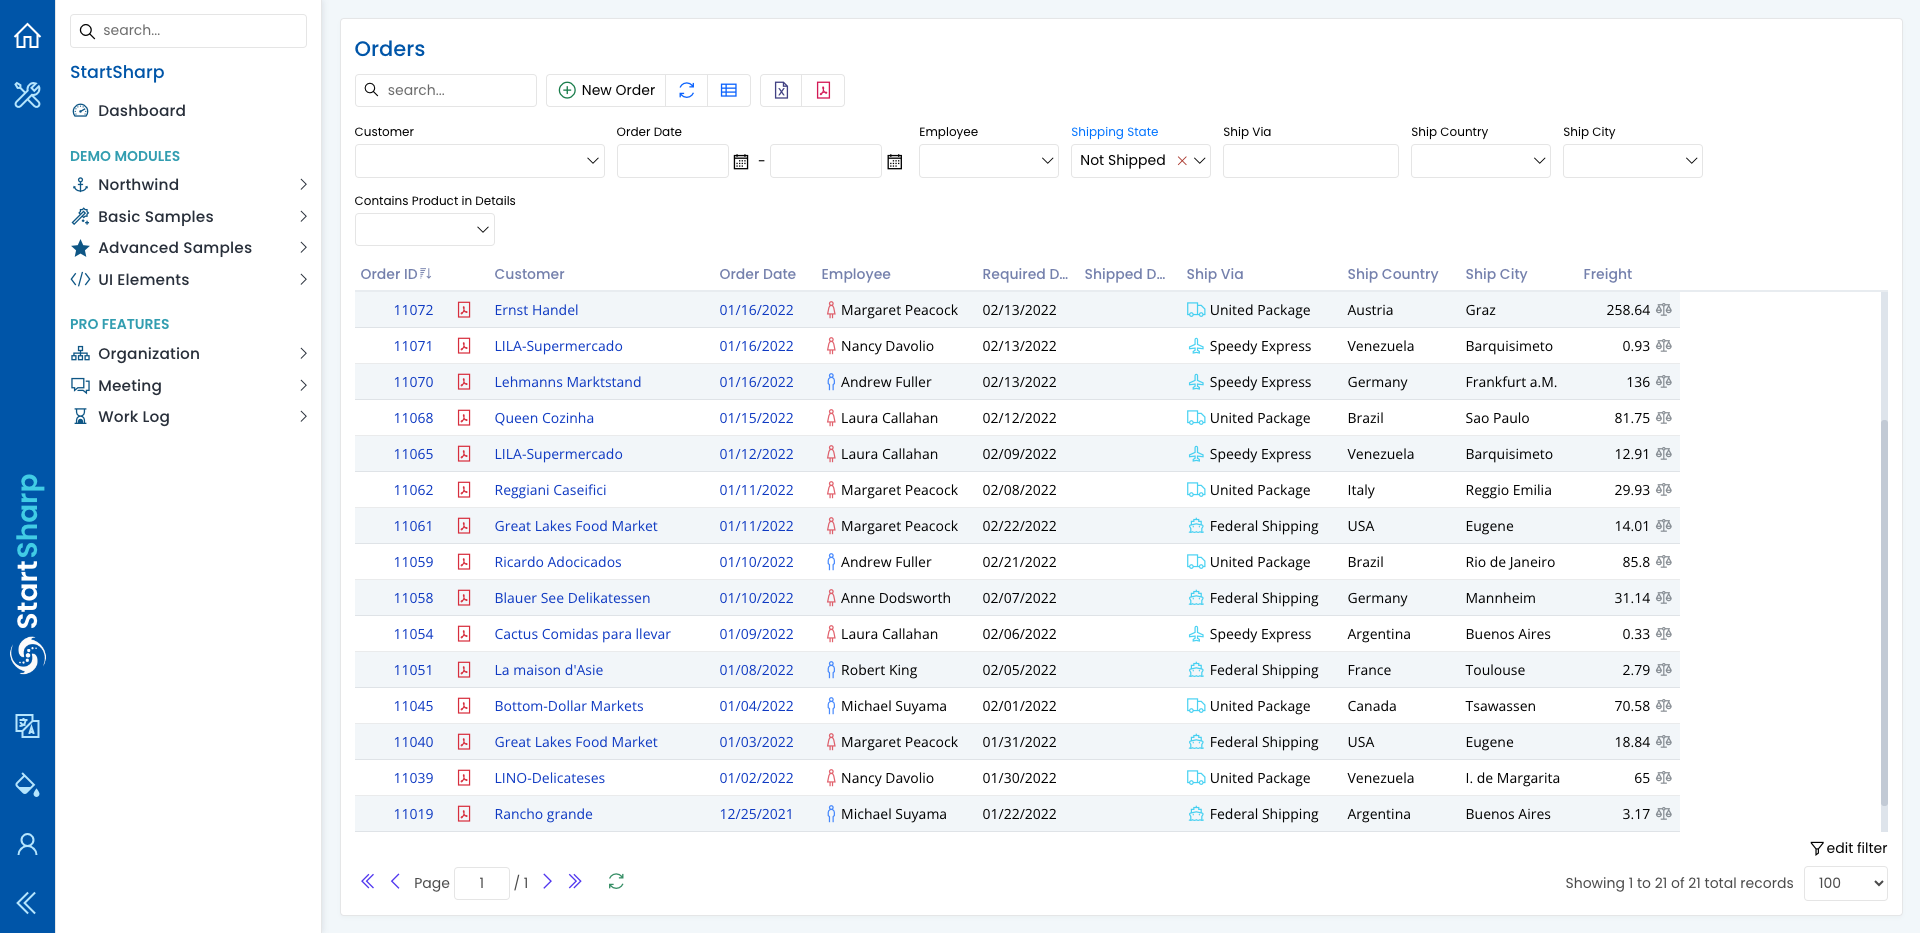 search...
StartSharp
Dashboard
DEMO MODULES
Northwind
Basic Samples
Advanced Samples
UI Elements
PRO FEATURES
Organization
Meeting
Work Log
StartSharp
Orders
search...
New Order
Customer Order Date Employee Shipping State Ship Via Ship Country Ship City
- Not Shipped
Contains Product in Details
Order ID Customer Order Date Employee Required D... Shipped D... Ship Via Ship Country Ship City Freight
11072 Ernst Handel 01/16/2022 Margaret Peacock 02/13/2022 United Package Austria Graz 258.64
11071 LILA-Supermercado 01/16/2022 Nancy Davolio 02/13/2022 Speedy Express Venezuela Barquisimeto 0.93
11070 Lehmanns Marktstand 01/16/2022 Andrew Fuller 02/13/2022 Speedy Express Germany Frankfurt a.M. 136
11068 Queen Cozinha 01/15/2022 Laura Callahan 02/12/2022 United Package Brazil Sao Paulo 81.75
11065 LILA-Supermercado 01/12/2022 Laura Callahan 02/09/2022 Speedy Express Venezuela Barquisimeto 12.91
11062 Reggiani Caseifici 01/11/2022 Margaret Peacock 02/08/2022 United Package Italy Reggio Emilia 29.93
11061 Great Lakes Food Market 01/11/2022 Margaret Peacock 02/22/2022 Federal Shipping USA Eugene 14.01
11059 Ricardo Adocicados 01/10/2022 Andrew Fuller 02/21/2022 United Package Brazil Rio de Janeiro 85.8
11058 Blauer See Delikatessen 01/10/2022 Anne Dodsworth 02/07/2022 Federal Shipping Germany Mannheim 31.14
11054 Cactus Comidas para llevar 01/09/2022 Laura Callahan 02/06/2022 Speedy Express Argentina Buenos Aires 0.33
11051 La maison d'Asie 01/08/2022 Robert King 02/05/2022 Federal Shipping France Toulouse 2.79
11045 Bottom-Dollar Markets 01/04/2022 Michael Suyama 02/01/2022 United Package Canada Tsawassen 70.58
11040 Great Lakes Food Market 01/03/2022 Margaret Peacock 01/31/2022 Federal Shipping USA Eugene 18.84
11039 LINO-Delicateses 01/02/2022 Nancy Davolio 01/30/2022 United Package Venezuela I. de Margarita 65
11019 Rancho grande 12/25/2021 Michael Suyama 01/22/2022 Federal Shipping Argentina Buenos Aires 3.17
edit filter
Page 1 / 1 Showing 1 to 21 of 21 total records 100